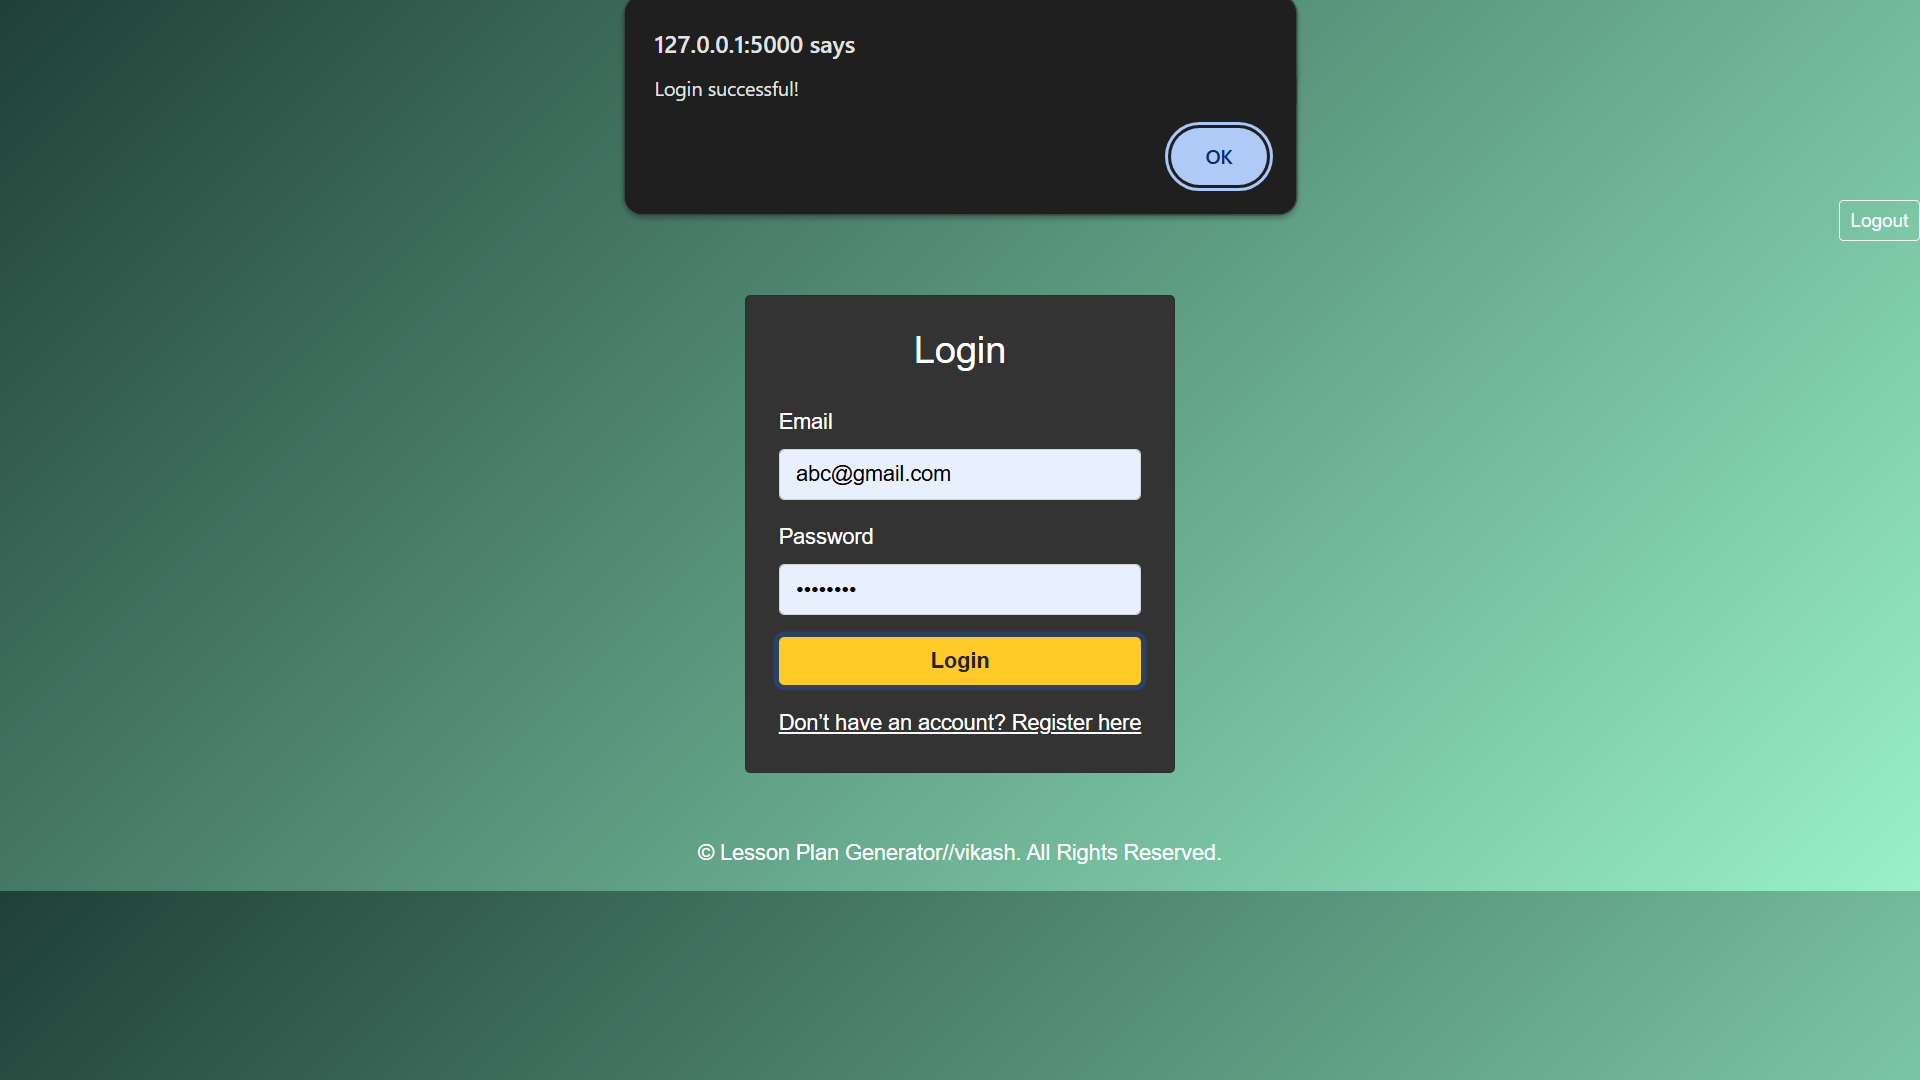 127.0.0.1:5000 says
Login successful!
OK
Logout
Login
Email
abc@gmail.com
Password
••••••••
Login
Don’t have an account? Register here
© Lesson Plan Generator//vikash. All Rights Reserved.